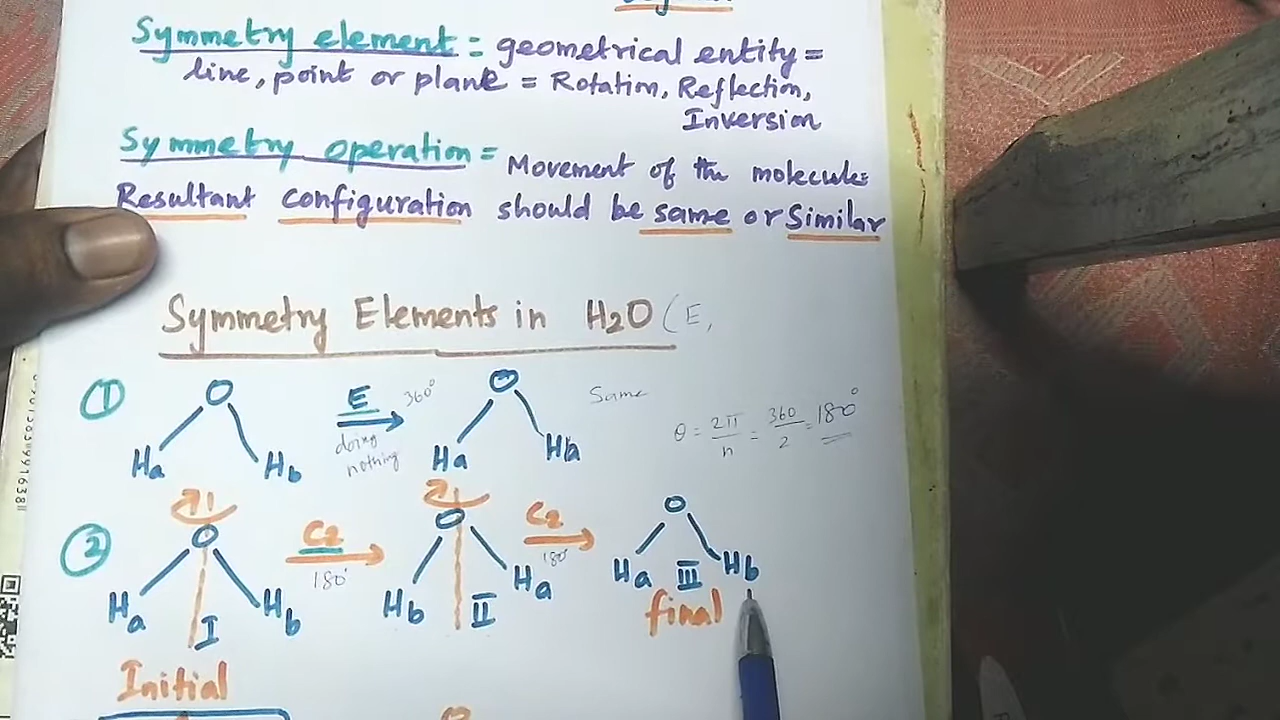 Symmetry element = geometrical entity =
line, point or plane = Rotation, Reflection,
Inversion
Symmetry operation = Movement of the molecule:
Resultant configuration should be same or Similar
Symmetry Elements in H2O (E,
1 O E 360° O Same
doing nothing
Ha Hb Ha
θ = 2π/n = 360/2 = 180°
2 O C2 180° O C2 180° O
Ha I Hb Hb II Ha Ha III Hb
final
Initial